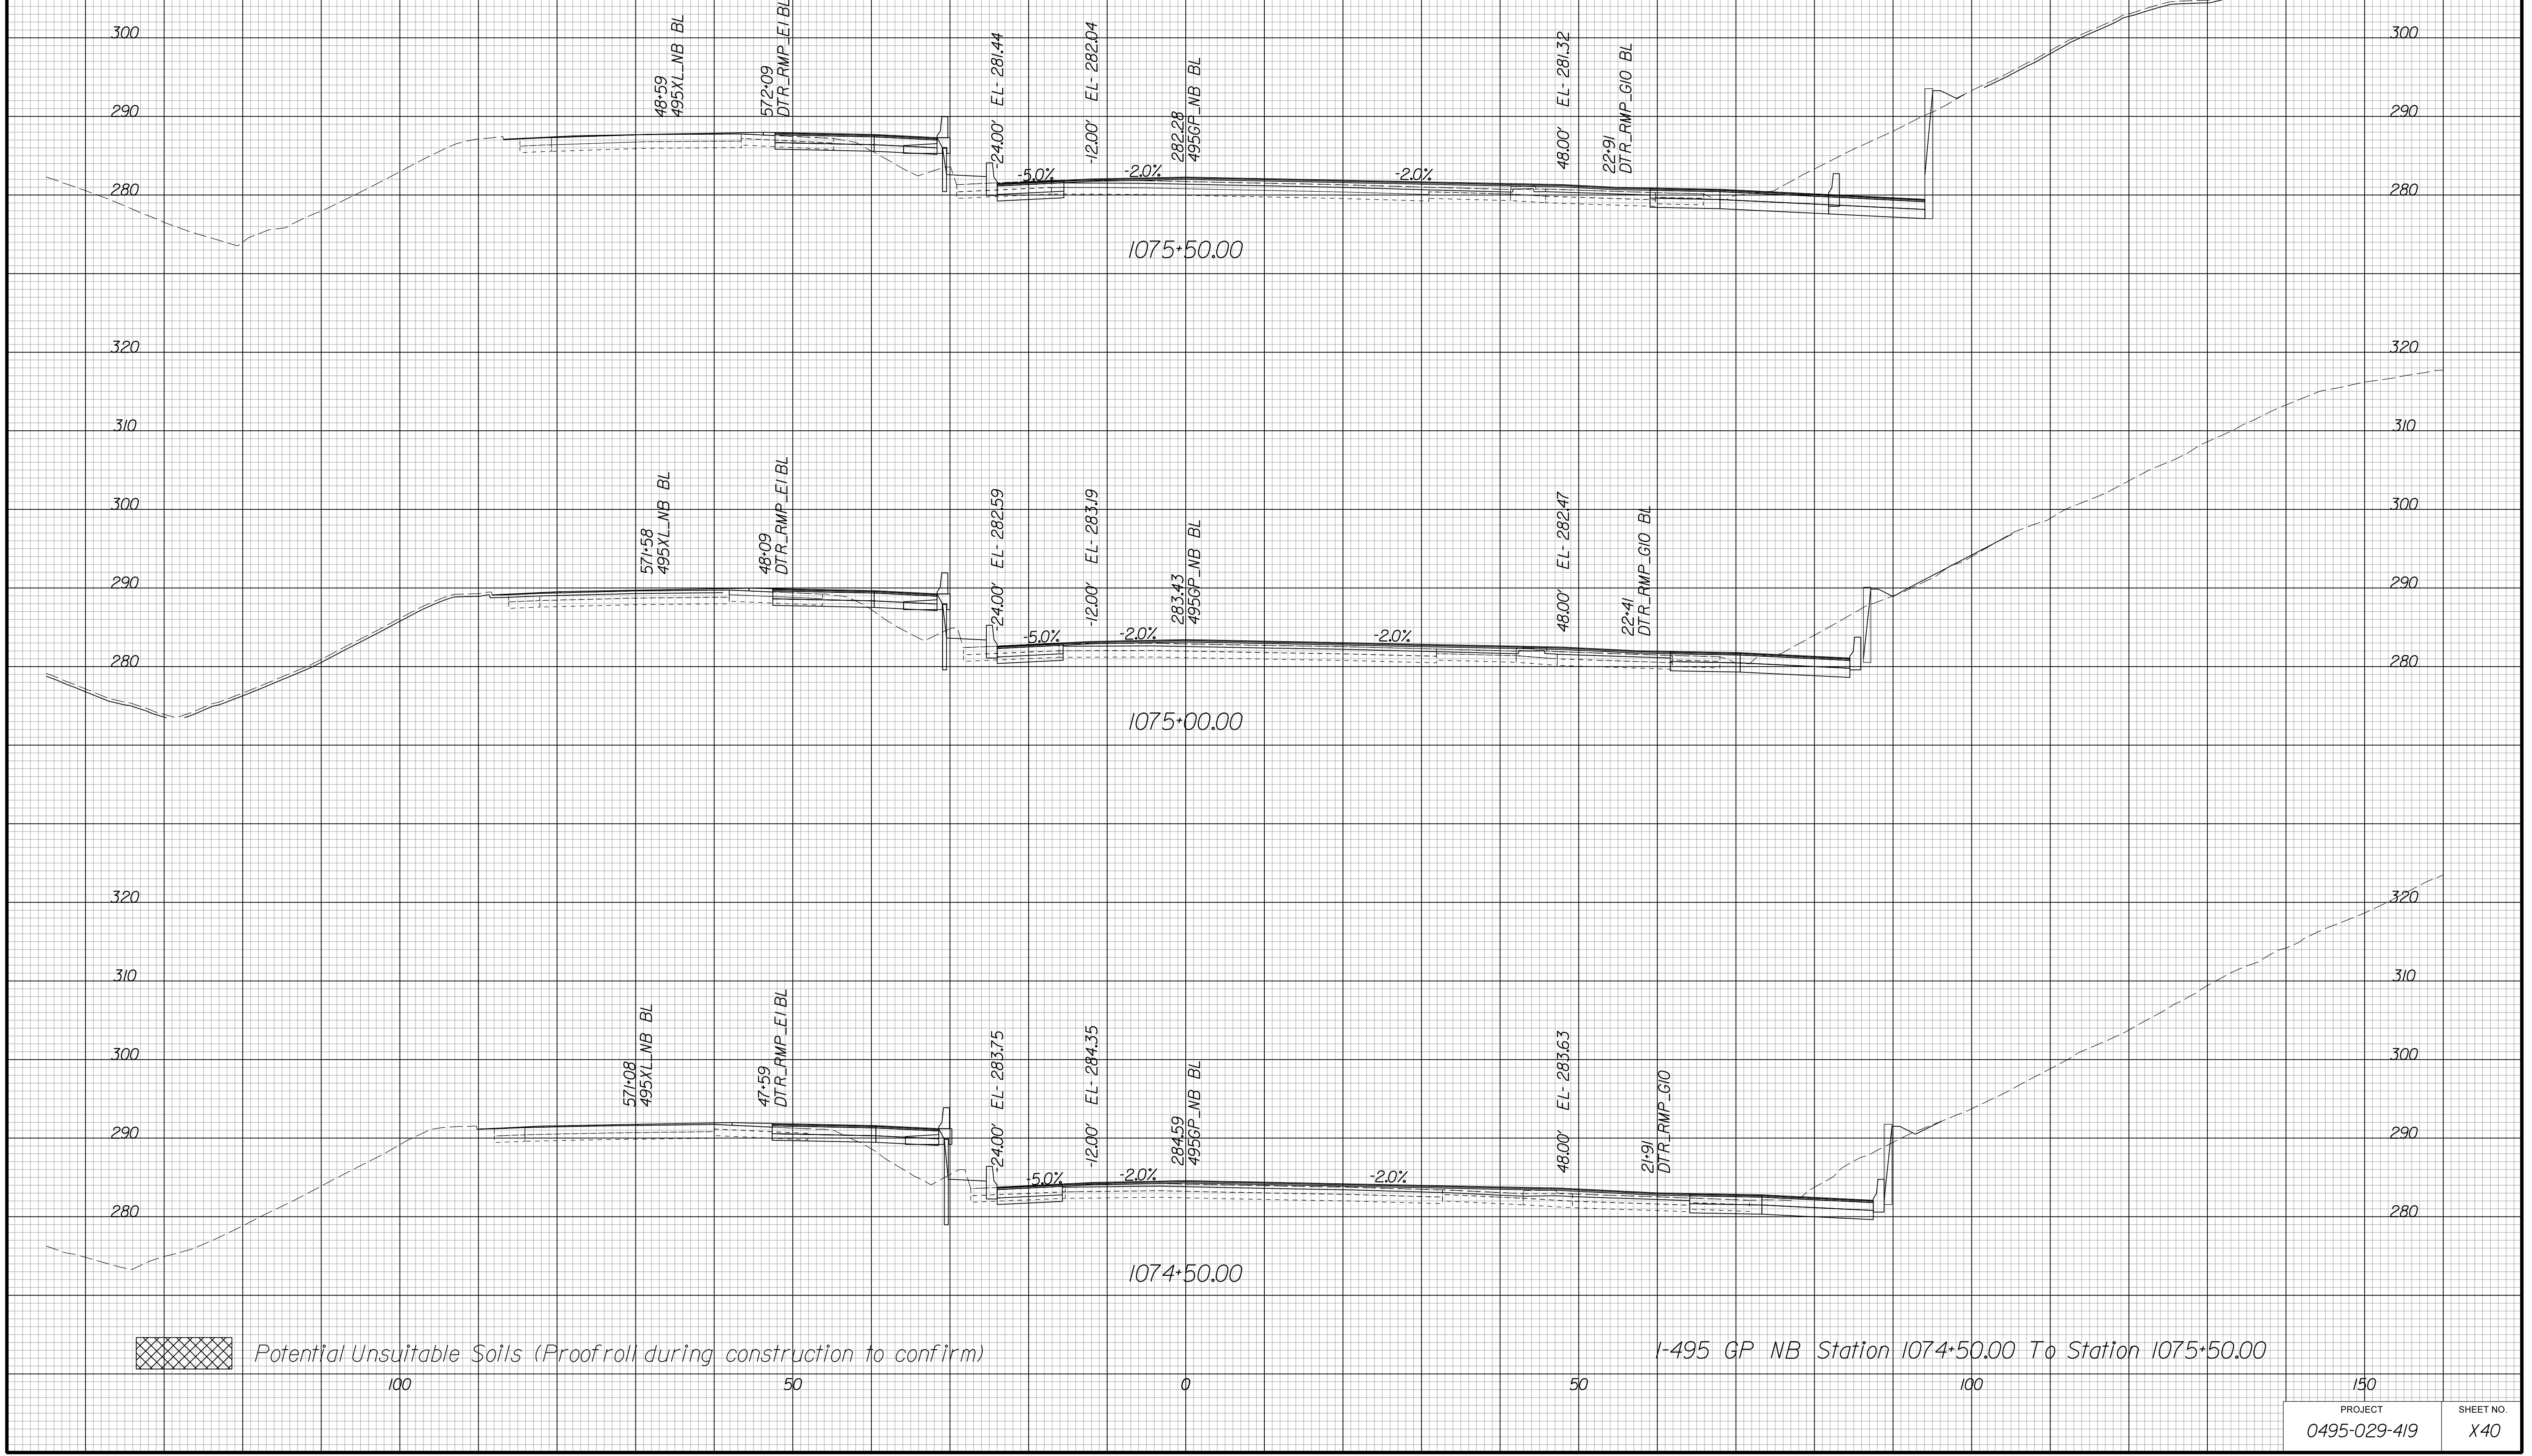 300
48+59
495XL_NB BL
572+09
DTR_RMP_E1 BL
-24.00' EL- 281.44
-12.00' EL- 282.04
282.28
495GP_NB BL
48.00' EL- 281.32
22+91
DTR_RMP_G10 BL
300
290
290
280
-5.0%
-2.0%
-2.0%
280
1075+50.00
320
320
310
310
300
571+58
495XL_NB BL
48+09
DTR_RMP_E1 BL
-24.00' EL- 282.59
-12.00' EL- 283.19
283.43
495GP_NB BL
48.00' EL- 282.47
22+41
DTR_RMP_G10 BL
300
290
290
280
-5.0%
-2.0%
-2.0%
280
1075+00.00
320
320
310
310
300
571+08
495XL_NB BL
47+59
DTR_RMP_E1 BL
-24.00' EL- 283.75
-12.00' EL- 284.35
284.59
495GP_NB BL
48.00' EL- 283.63
21+91
DTR_RMP_G10
300
290
290
280
-5.0%
-2.0%
-2.0%
280
1074+50.00
Potential Unsuitable Soils (Proofroll during construction to confirm)
I-495 GP NB Station 1074+50.00 To Station 1075+50.00
100
50
0
50
100
150
PROJECT
0495-029-419
SHEET NO.
X40